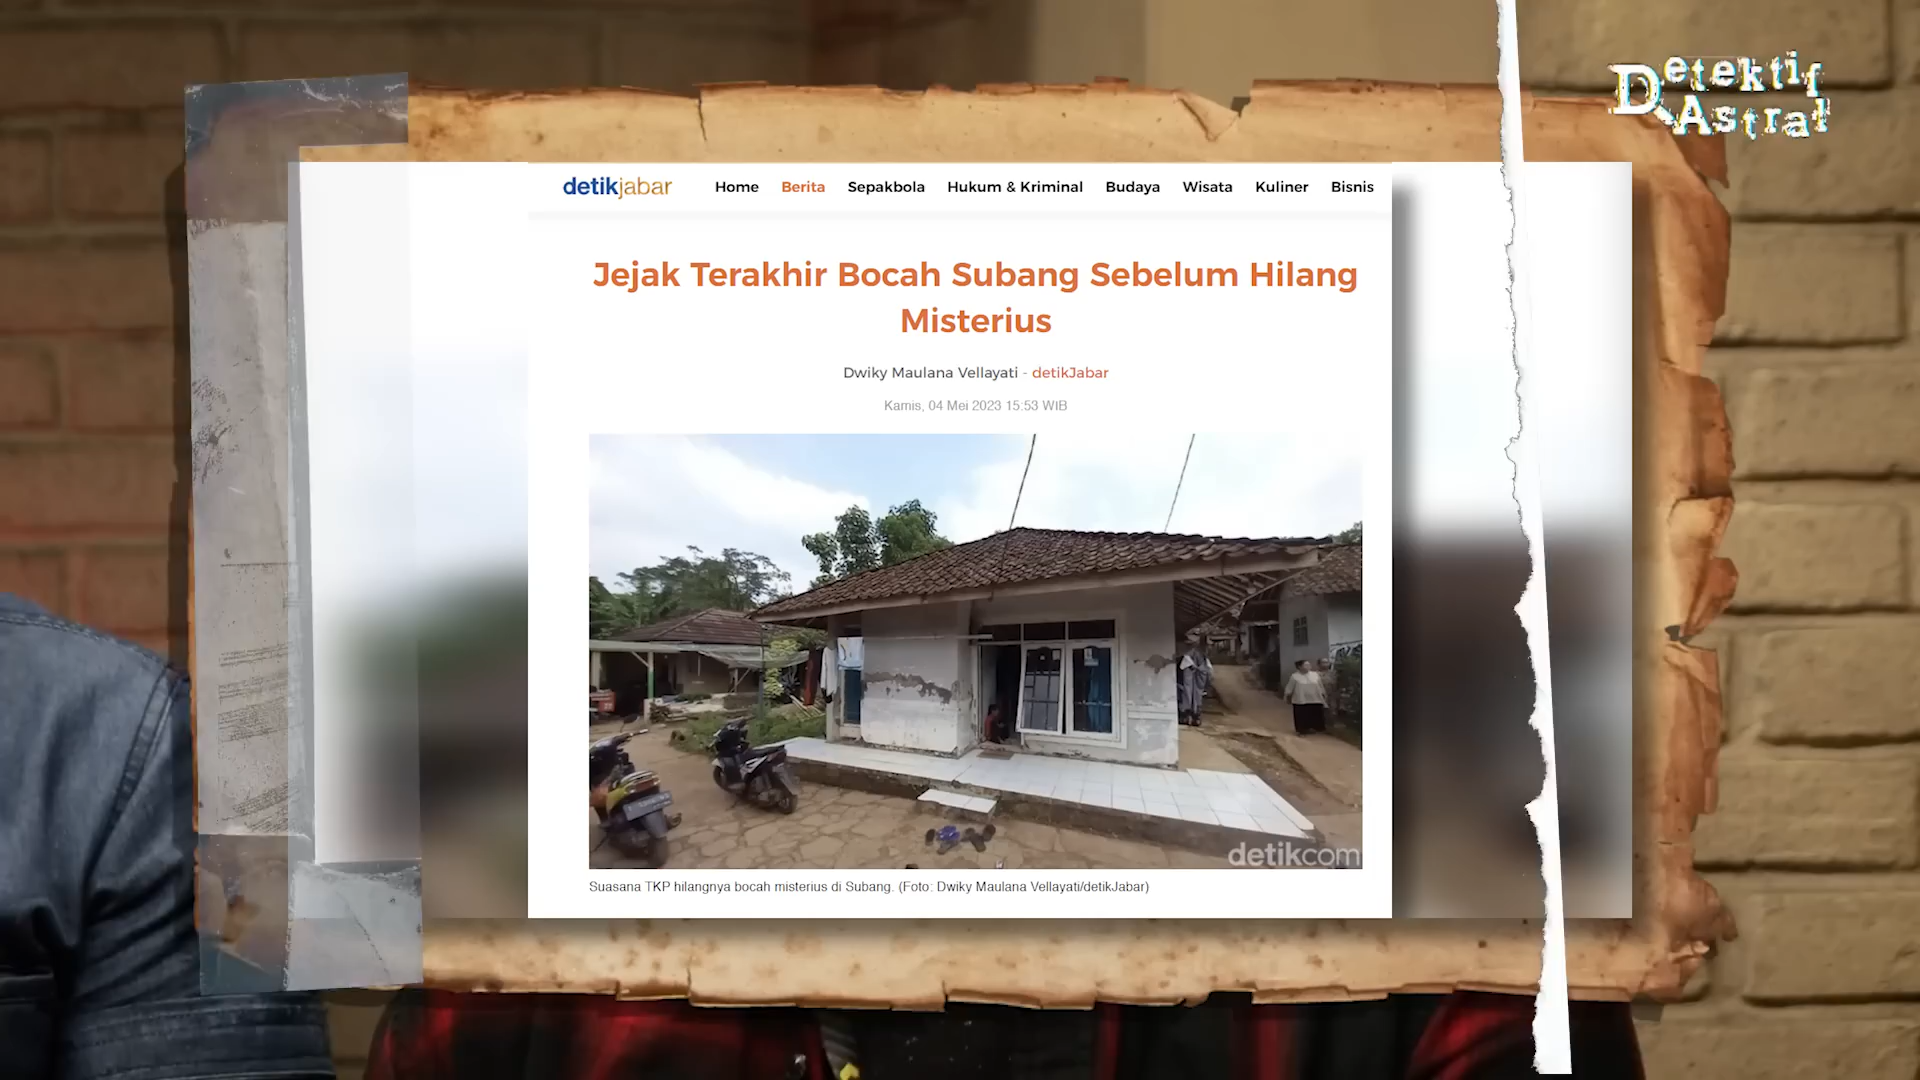 Detektif
Astral
detikjabar Home Berita Sepakbola Hukum & Kriminal Budaya Wisata Kuliner Bisnis
Jejak Terakhir Bocah Subang Sebelum Hilang
Misterius
Dwiky Maulana Vellayati - detikJabar
Kamis, 04 Mei 2023 15:53 WIB
detikcom
Suasana TKP hilangnya bocah misterius di Subang. (Foto: Dwiky Maulana Vellayati/detikJabar)